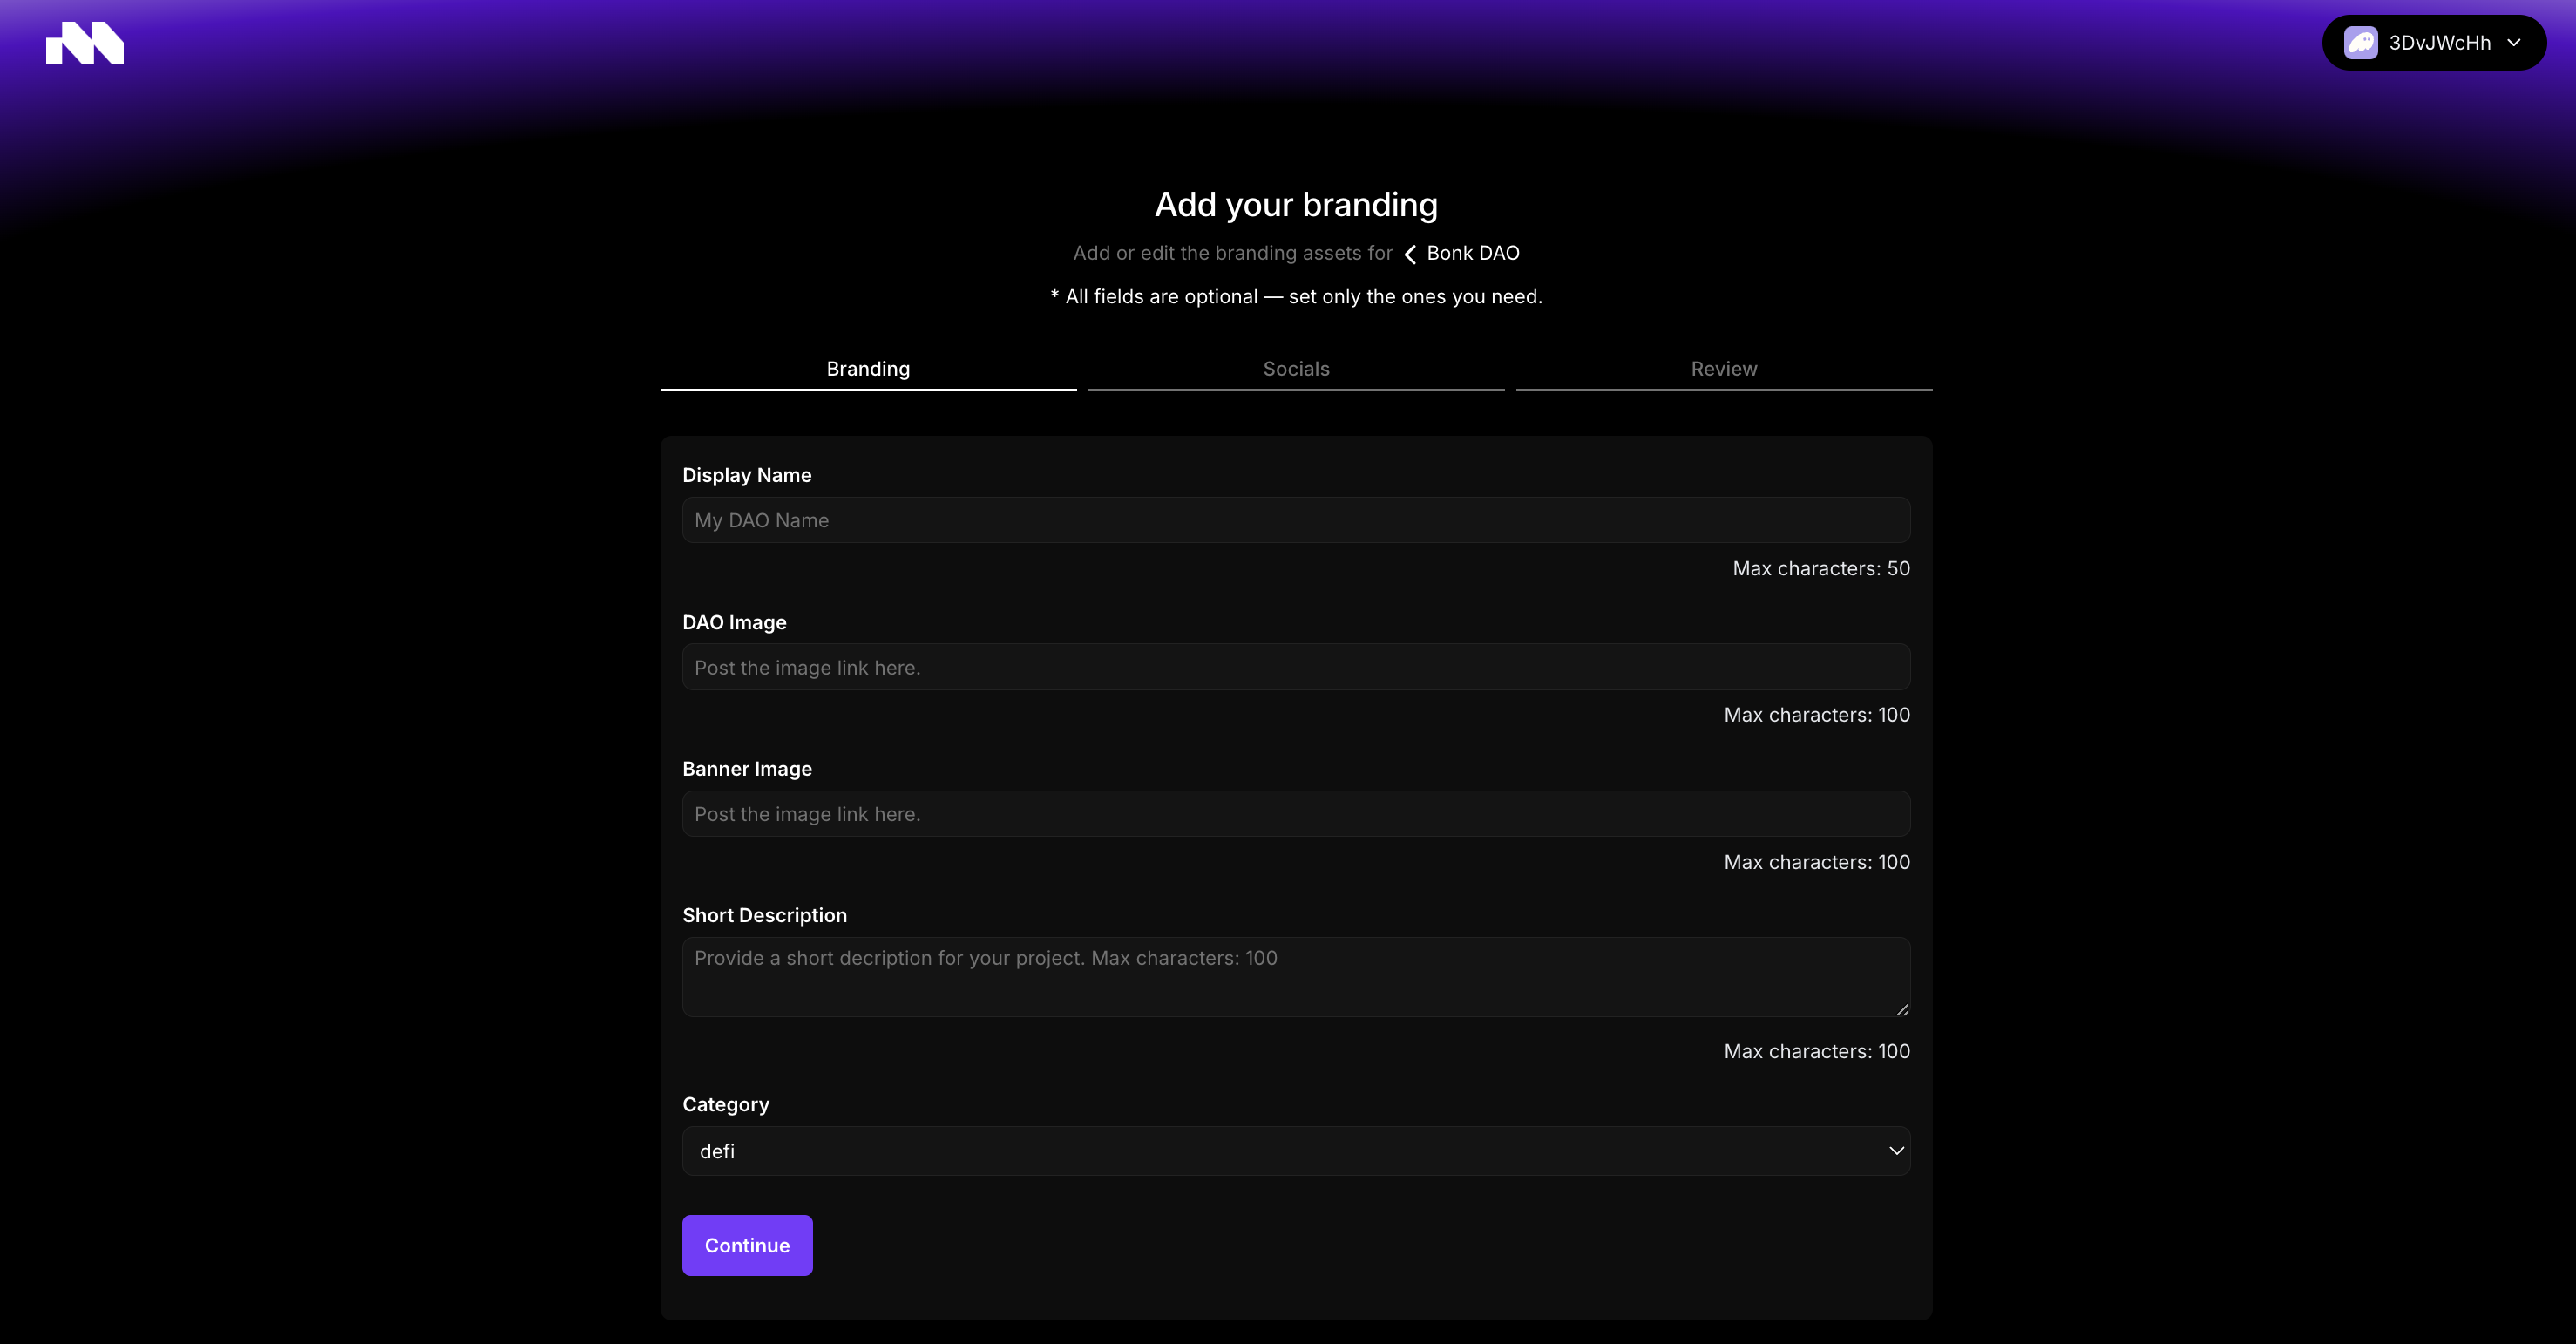 3DvJWcHh
Add your branding
Add or edit the branding assets for Bonk DAO
* All fields are optional — set only the ones you need.
Branding
Socials
Review
Display Name
My DAO Name
Max characters: 50
DAO Image
Post the image link here.
Max characters: 100
Banner Image
Post the image link here.
Max characters: 100
Short Description
Provide a short decription for your project. Max characters: 100
Max characters: 100
Category
defi
Continue